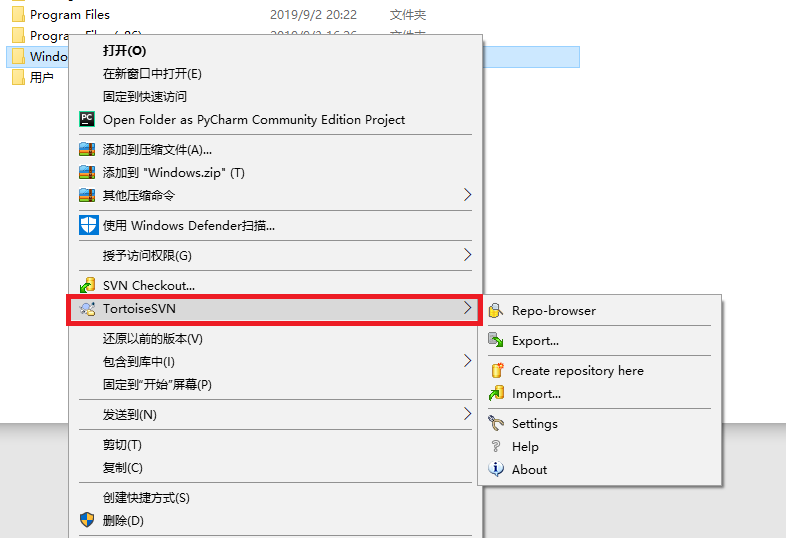 Program Files 2019/9/2 20:22 文件夹
Windo
用户
打开(O)
在新窗口中打开(E)
固定到快速访问
PC
Open Folder as PyCharm Community Edition Project
添加到压缩文件(A)...
添加到 "Windows.zip" (T)
其他压缩命令
使用 Windows Defender扫描...
授予访问权限(G)
SVN Checkout...
TortoiseSVN
还原以前的版本(V)
包含到库中(I)
固定到"开始"屏幕(P)
发送到(N)
剪切(T)
复制(C)
创建快捷方式(S)
删除(D)
Repo-browser
Export...
Create repository here
Import...
Settings
Help
About